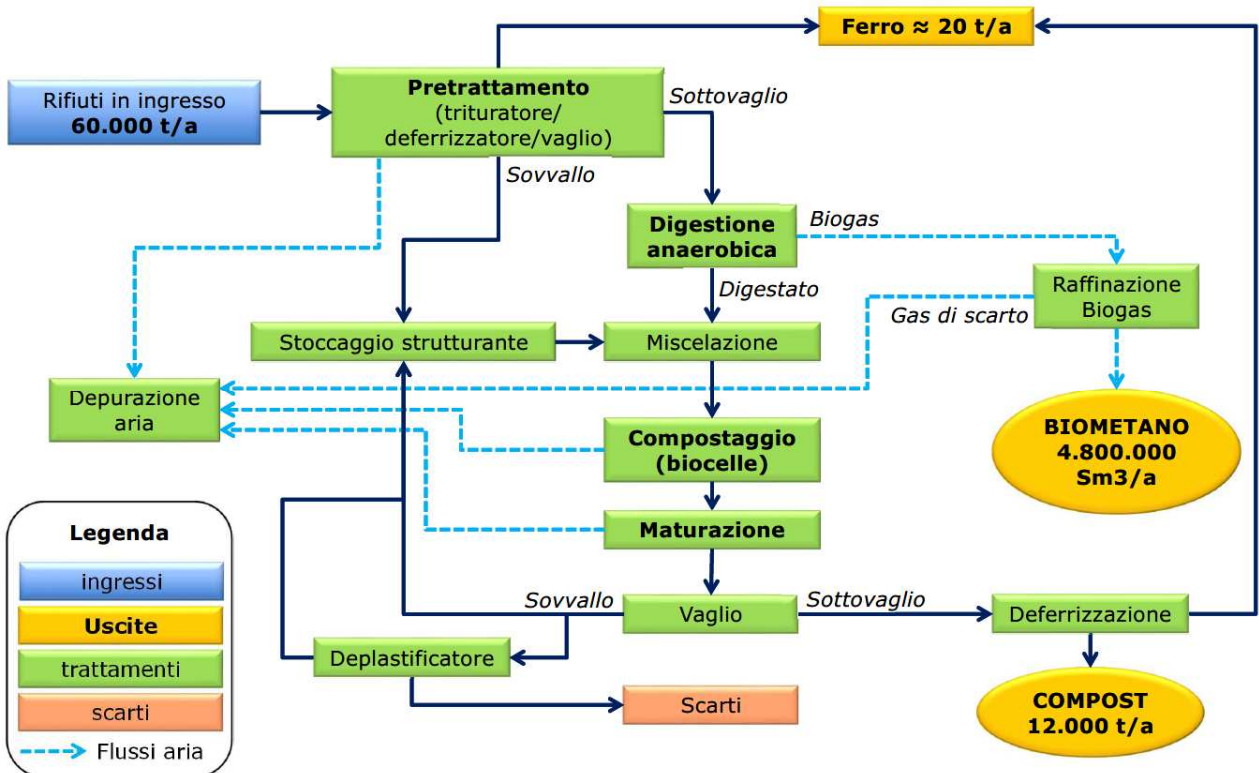 Ferro ≈ 20 t/a
Rifiuti in ingresso
60.000 t/a
Pretrattamento
(trituratore/
deferrizzatore/vaglio)
Sottovaglio
Sovvallo
Digestione
anaerobica
Biogas
Digestato
Raffinazione
Biogas
Gas di scarto
Stoccaggio strutturante
Miscelazione
Depurazione
aria
Compostaggio
(biocelle)
BIOMETANO
4.800.000
Sm3/a
Maturazione
Sovvallo
Vaglio
Sottovaglio
Deferrizzazione
Deplastificatore
Scarti
COMPOST
12.000 t/a
Legenda
ingressi
Uscite
trattamenti
scarti
Flussi aria